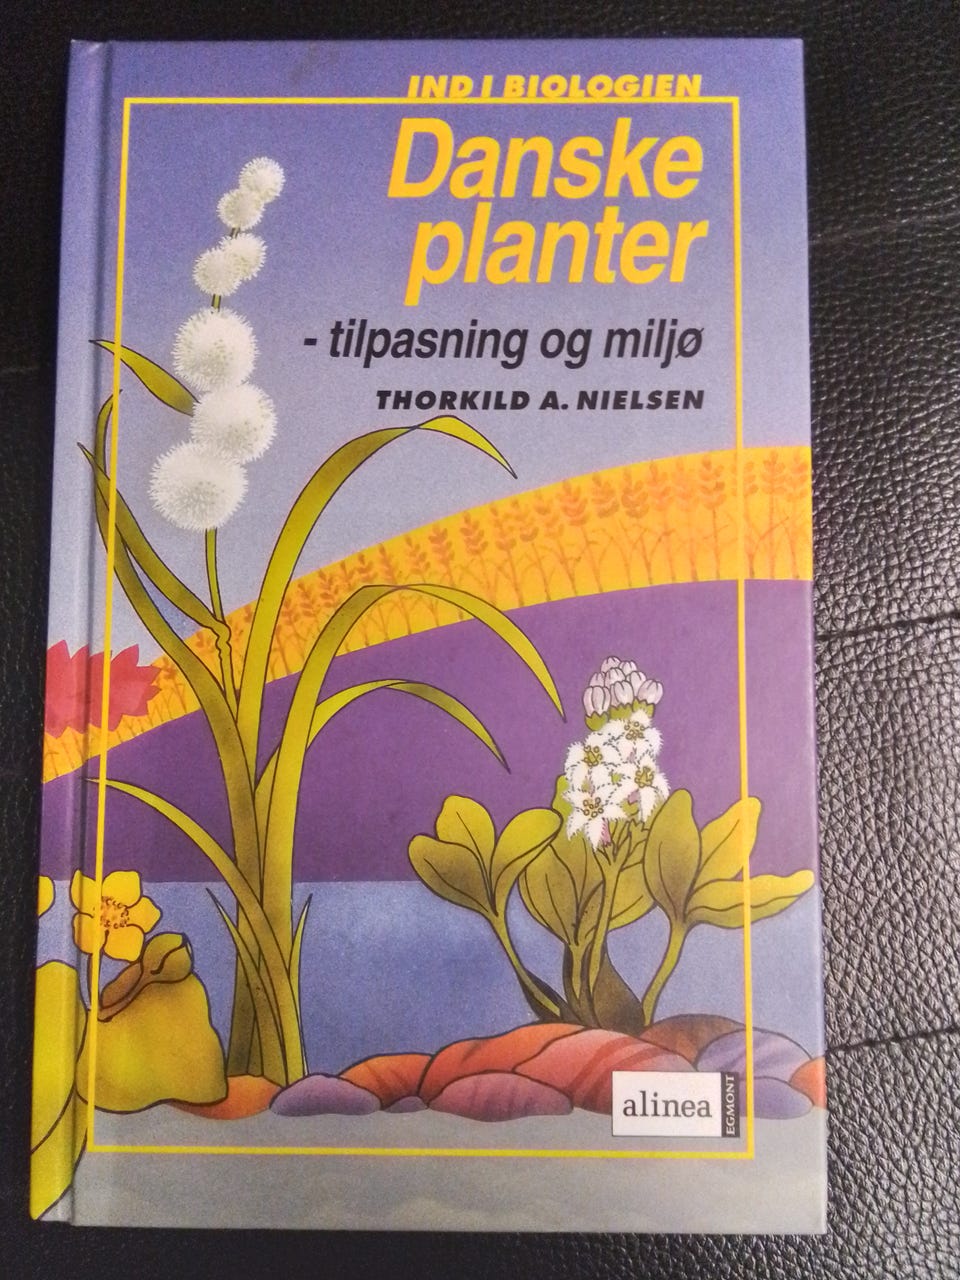 IND I BIOLOGIEN
Danske
planter
- tilpasning og miljø
THORKILD A. NIELSEN
alinea
EGMONT